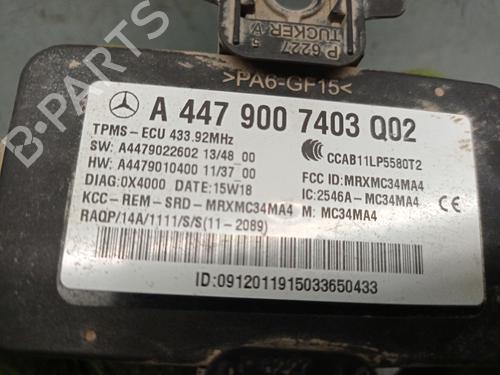 P 6227 5
TUCKER
>PA6-GF15<
A 447 900 7403 Q02
TPMS-ECU 433.92MHz
SW: A4479022602 13/48 00
HW: A4479010400 11/37 00
DIAG:0X4000 DATE:15W18
KCC-REM-SRD-MRXMC34MA4
RAQP/14A/1111/S/S(11-2089)
CCAB11LP5580T2
FCC ID: MRXMC34MA4
IC:2546A-MC34MA4
M: MC34MA4
CE
ID:0912011915033650433
B-PARTS